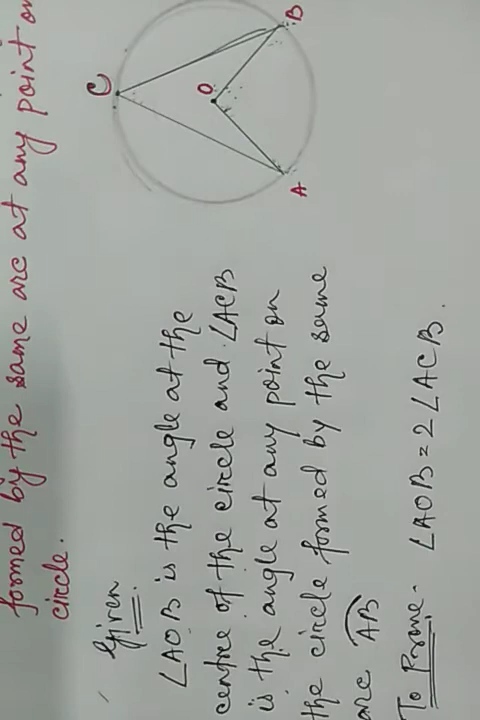 formed by the same arc at any point on
circle.
C
O
B
A
Given
∠AOB is the angle at the
centre of the circle and ∠ACB
is the angle at any point on
the circle formed by the same
arc A͡B
To Prove. ∠AOB = 2 ∠ACB.